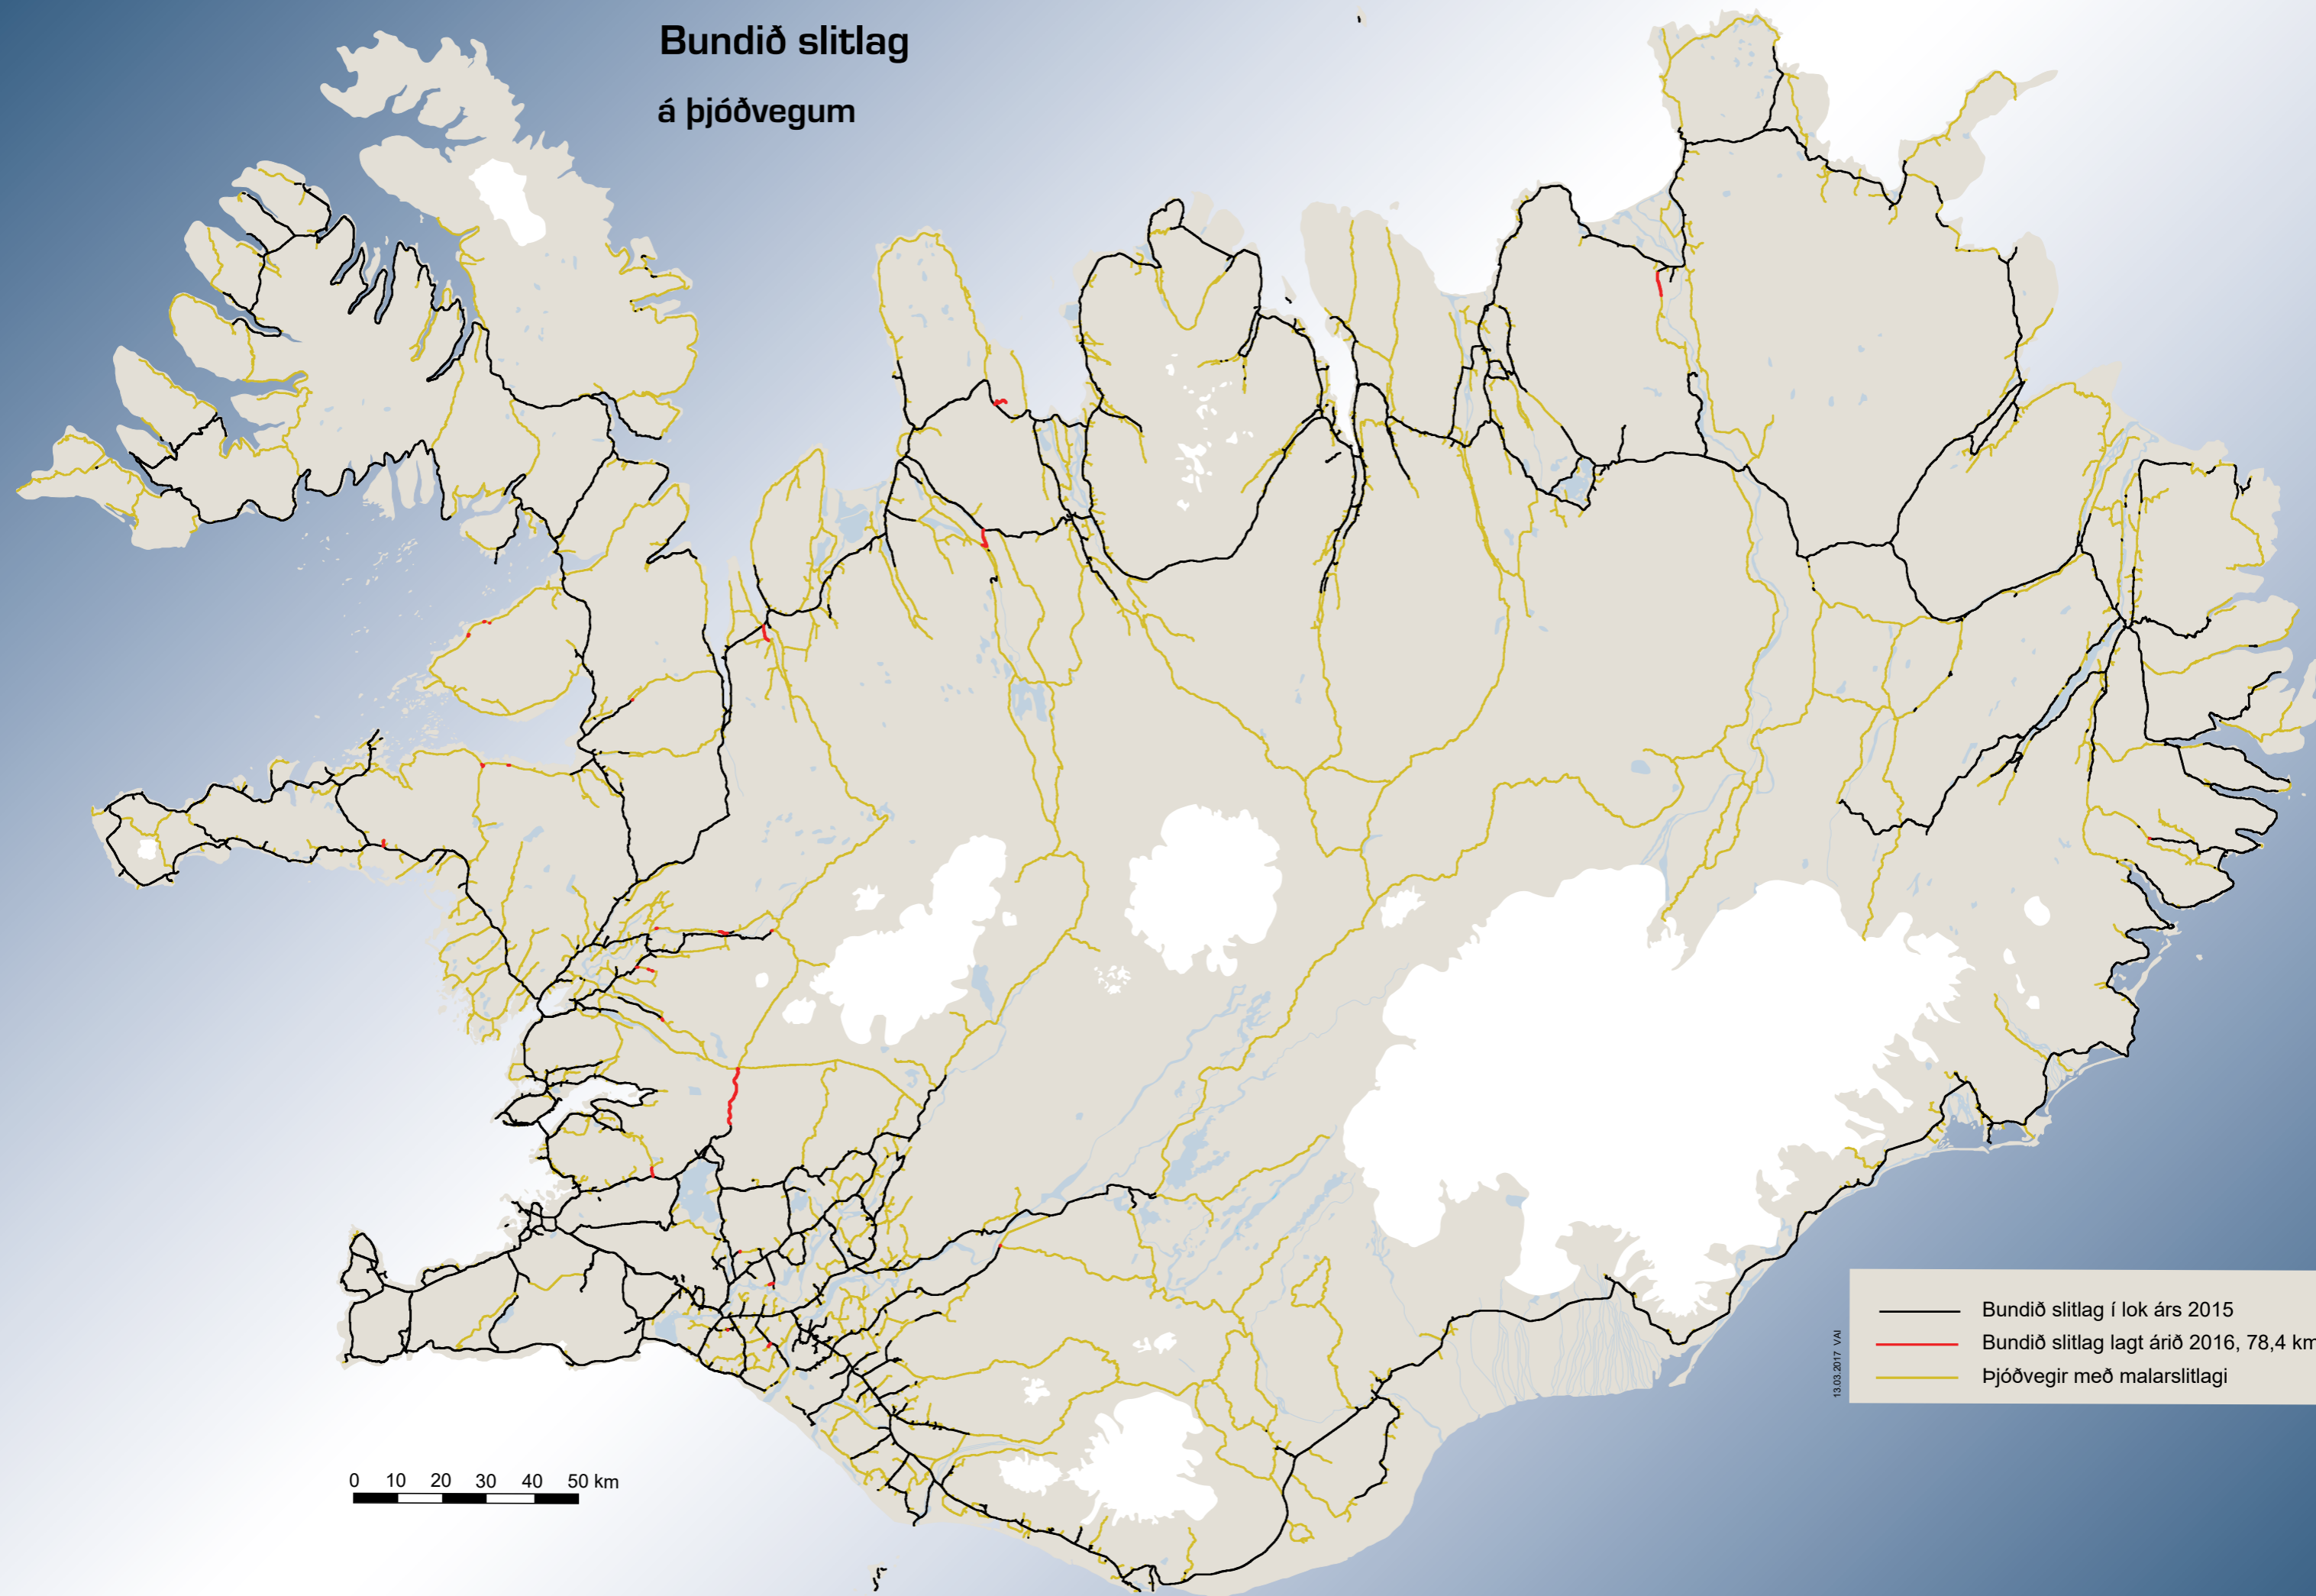 Bundið slitlag
á þjóðvegum
Bundið slitlag í lok árs 2015
Bundið slitlag lagt árið 2016, 78,4 km
Þjóðvegir með malarslitlagi
13.03.2017 VAI
0 10 20 30 40 50 km